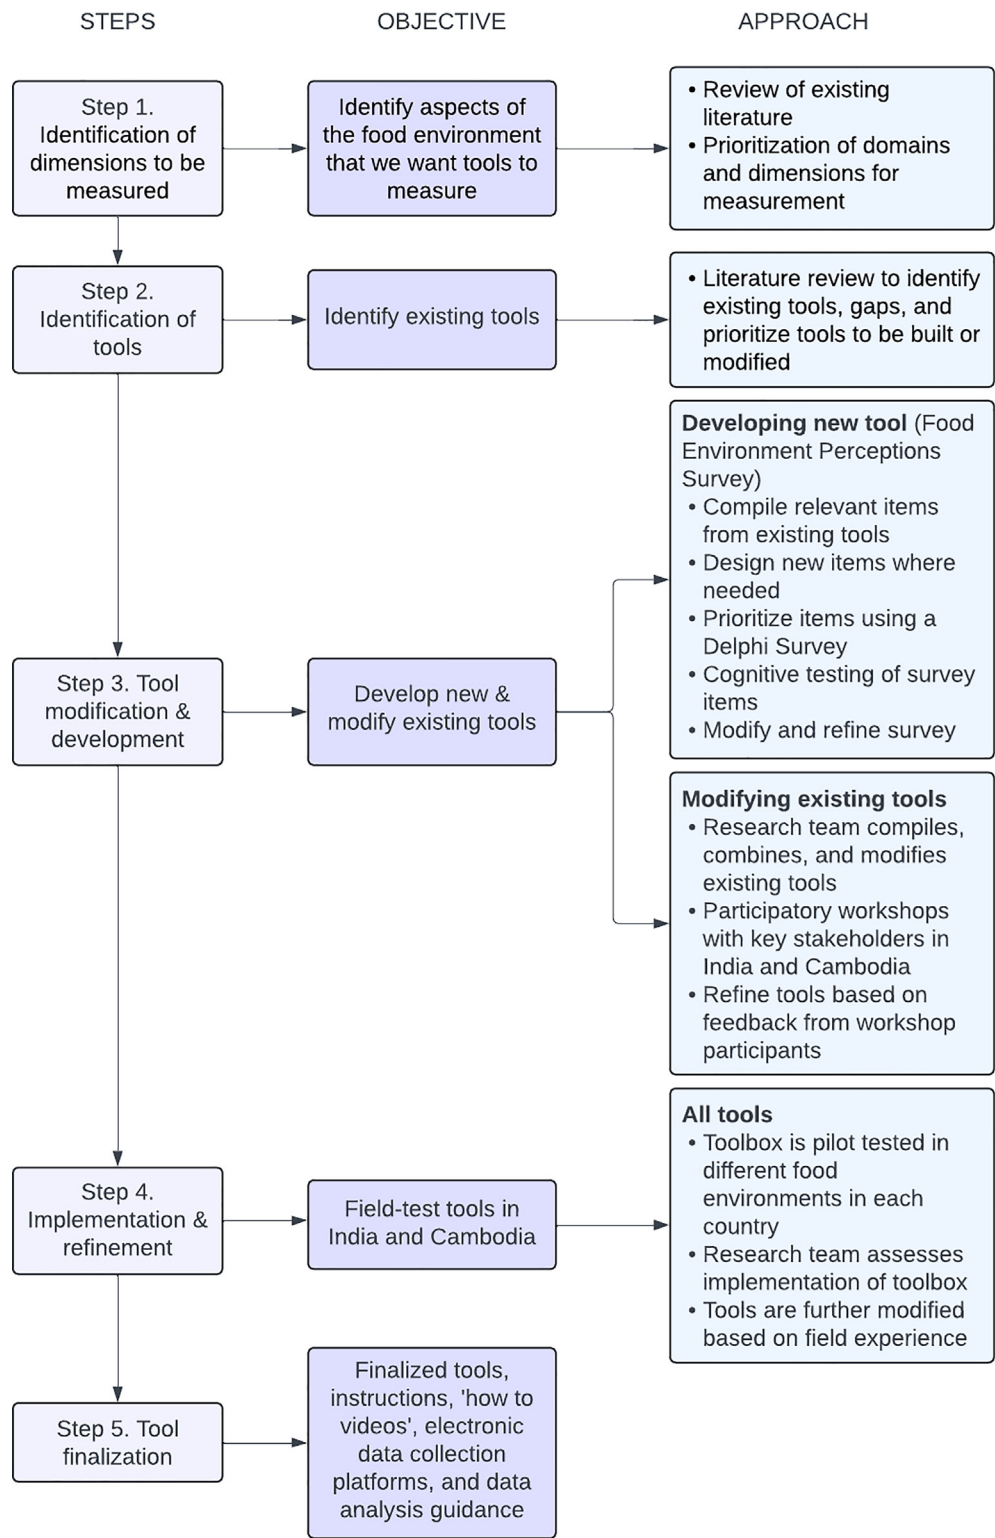 STEPS
OBJECTIVE
APPROACH
Step 1.
Identification of
dimensions to be
measured
Identify aspects of
the food environment
that we want tools to
measure
• Review of existing
literature
• Prioritization of domains
and dimensions for
measurement
Step 2.
Identification of
tools
Identify existing tools
• Literature review to identify
existing tools, gaps, and
prioritize tools to be built or
modified
Step 3. Tool
modification &
development
Develop new &
modify existing tools
Developing new tool (Food
Environment Perceptions
Survey)
• Compile relevant items
from existing tools
• Design new items where
needed
• Prioritize items using a
Delphi Survey
• Cognitive testing of survey
items
• Modify and refine survey
Modifying existing tools
• Research team compiles,
combines, and modifies
existing tools
• Participatory workshops
with key stakeholders in
India and Cambodia
• Refine tools based on
feedback from workshop
participants
Step 4.
Implementation &
refinement
Field-test tools in
India and Cambodia
All tools
• Toolbox is pilot tested in
different food
environments in each
country
• Research team assesses
implementation of toolbox
• Tools are further modified
based on field experience
Step 5. Tool
finalization
Finalized tools,
instructions, 'how to
videos', electronic
data collection
platforms, and data
analysis guidance